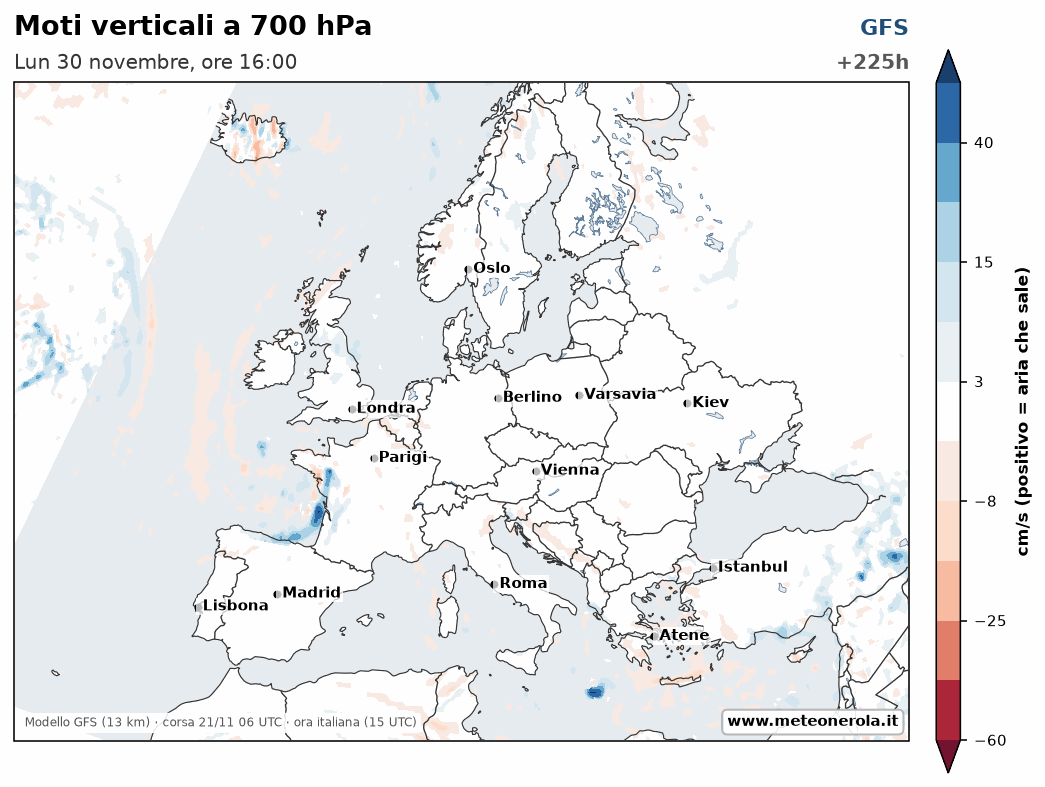 Moti verticali a 700 hPa
GFS
Lun 30 novembre, ore 16:00
+225h
40
15
3
−8
−25
−60
cm/s (positivo = aria che sale)
Oslo
Berlino
Varsavia
Kiev
Londra
Parigi
Vienna
Istanbul
Roma
Madrid
Lisbona
Atene
Modello GFS (13 km) · corsa 21/11 06 UTC · ora italiana (15 UTC)
www.meteonerola.it